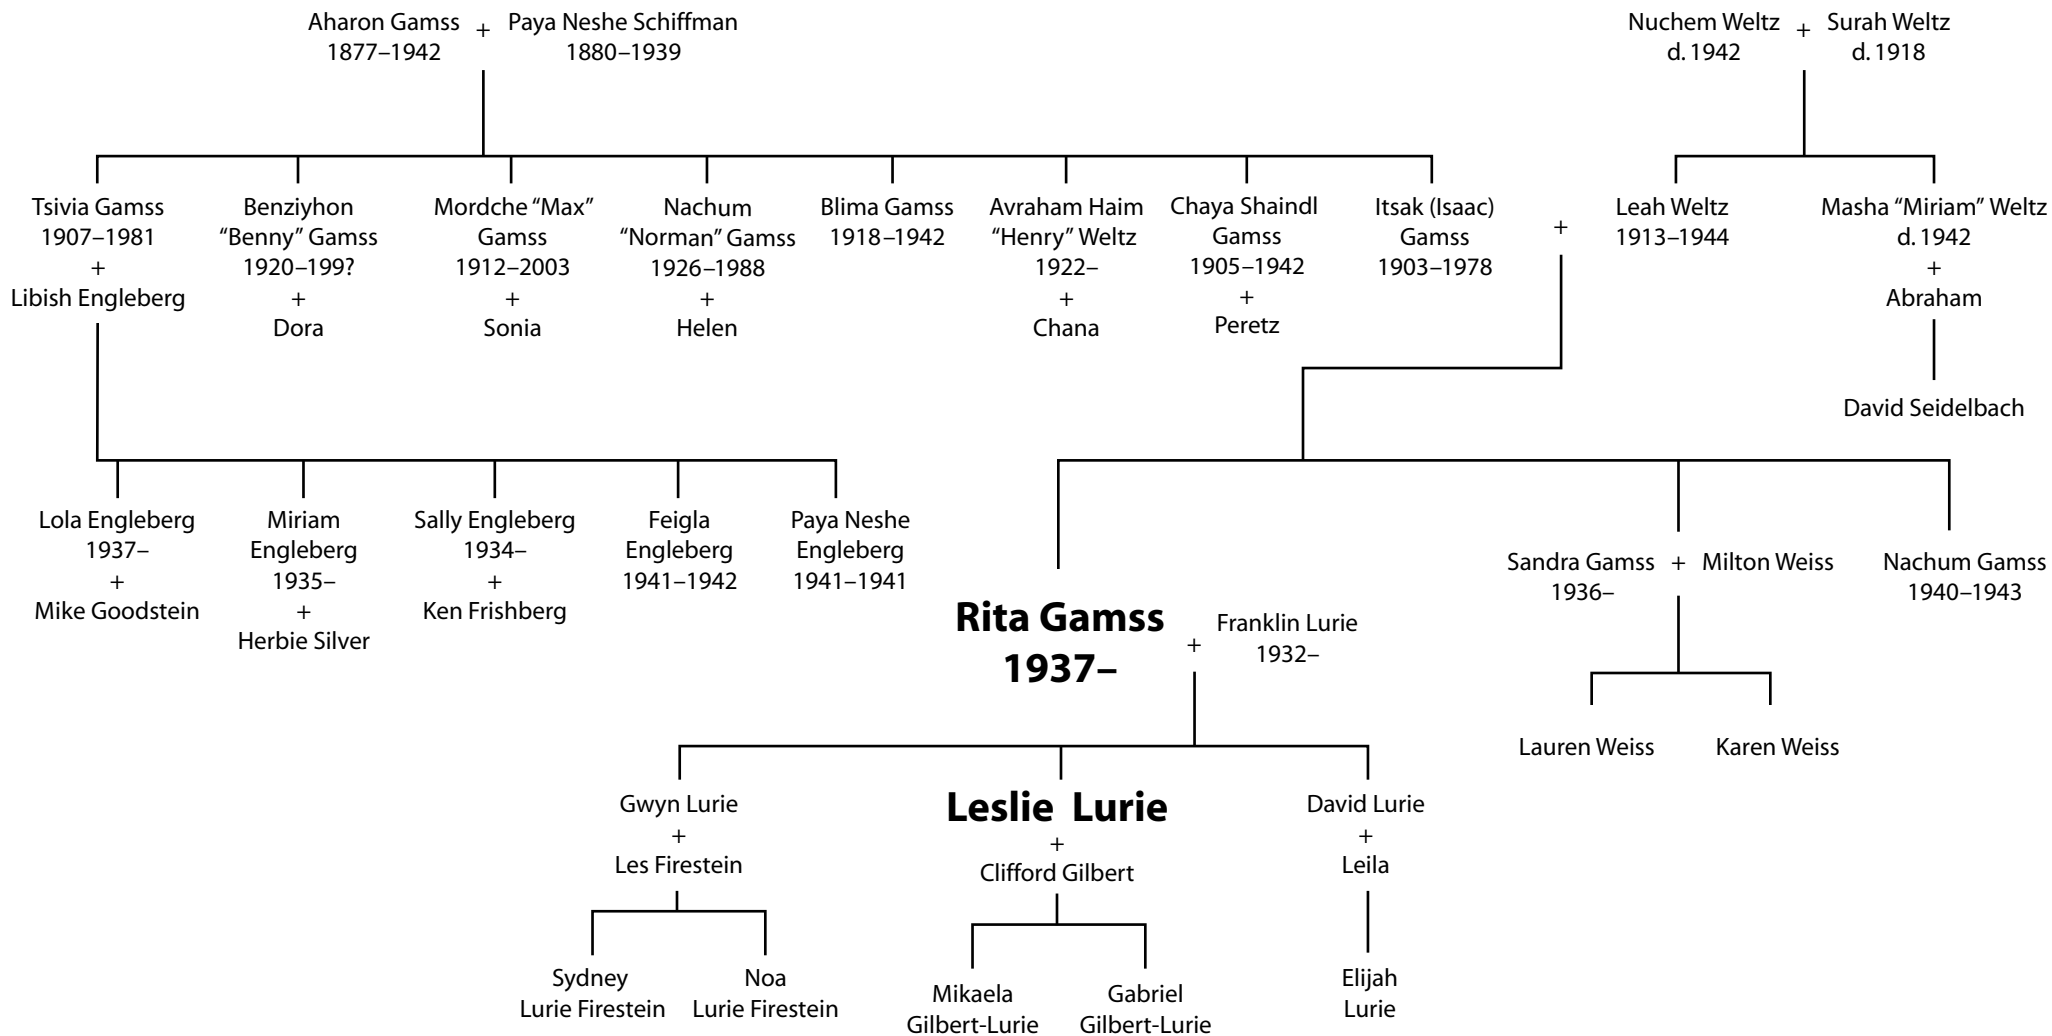 Aharon Gamss
1877–1942
+
Paya Neshe Schiffman
1880–1939
Nuchem Weltz
d. 1942
+
Surah Weltz
d. 1918
Tsivia Gamss
1907–1981
+
Libish Engleberg
Benziyhon
“Benny” Gamss
1920–199?
+
Dora
Mordche “Max”
Gamss
1912–2003
+
Sonia
Nachum
“Norman” Gamss
1926–1988
+
Helen
Blima Gamss
1918–1942
Avraham Haim
“Henry” Weltz
1922–
+
Chana
Chaya Shaindl
Gamss
1905–1942
+
Peretz
Itsak (Isaac)
Gamss
1903–1978
+
Leah Weltz
1913–1944
Masha “Miriam” Weltz
d. 1942
+
Abraham
David Seidelbach
Lola Engleberg
1937–
+
Mike Goodstein
Miriam
Engleberg
1935–
+
Herbie Silver
Sally Engleberg
1934–
+
Ken Frishberg
Feigla
Engleberg
1941–1942
Paya Neshe
Engleberg
1941–1941
Rita Gamss
1937–
+
Franklin Lurie
1932–
Sandra Gamss
1936–
+
Milton Weiss
Nachum Gamss
1940–1943
Lauren Weiss
Karen Weiss
Gwyn Lurie
+
Les Firestein
Leslie Lurie
+
Clifford Gilbert
David Lurie
+
Leila
Sydney
Lurie Firestein
Noa
Lurie Firestein
Mikaela
Gilbert-Lurie
Gabriel
Gilbert-Lurie
Elijah
Lurie